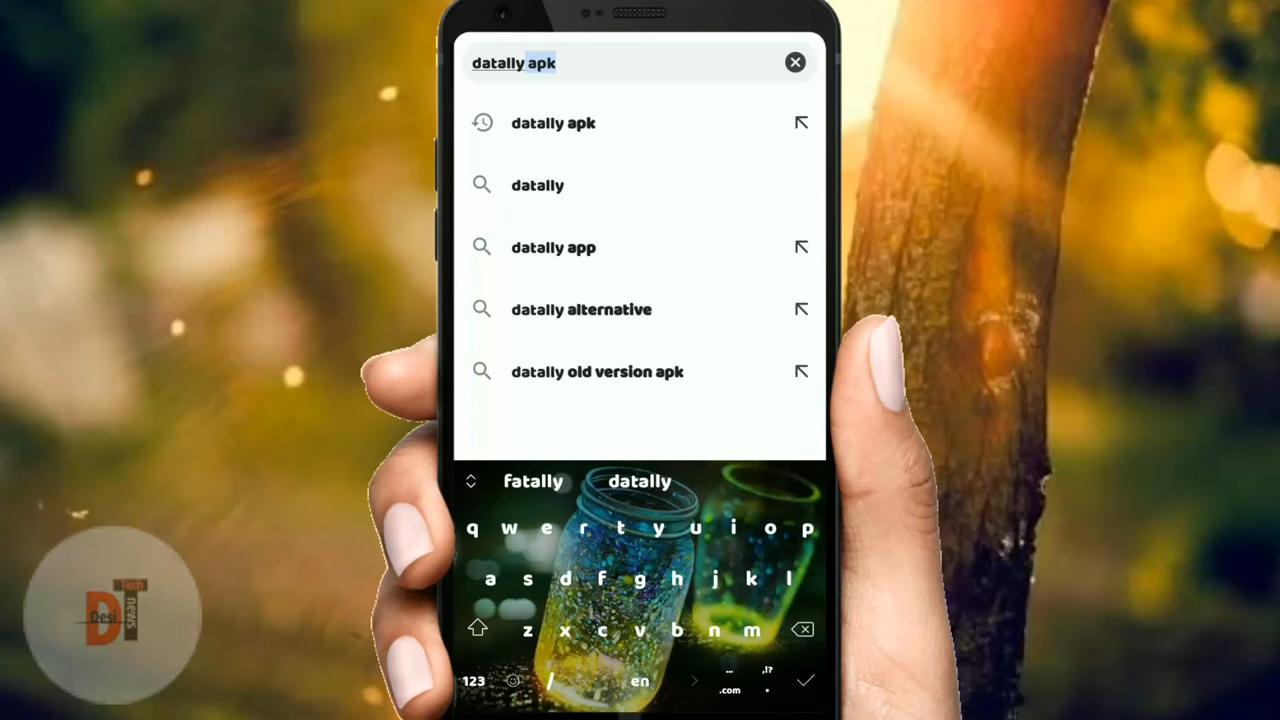 datally apk
datally apk
datally
datally app
datally alternative
datally old version apk
fatally datally
q w e r t y u i o p
a s d f g h j k l
z x c v b n m
123 / en ... .com ,!? .
Desi Tech news
DT